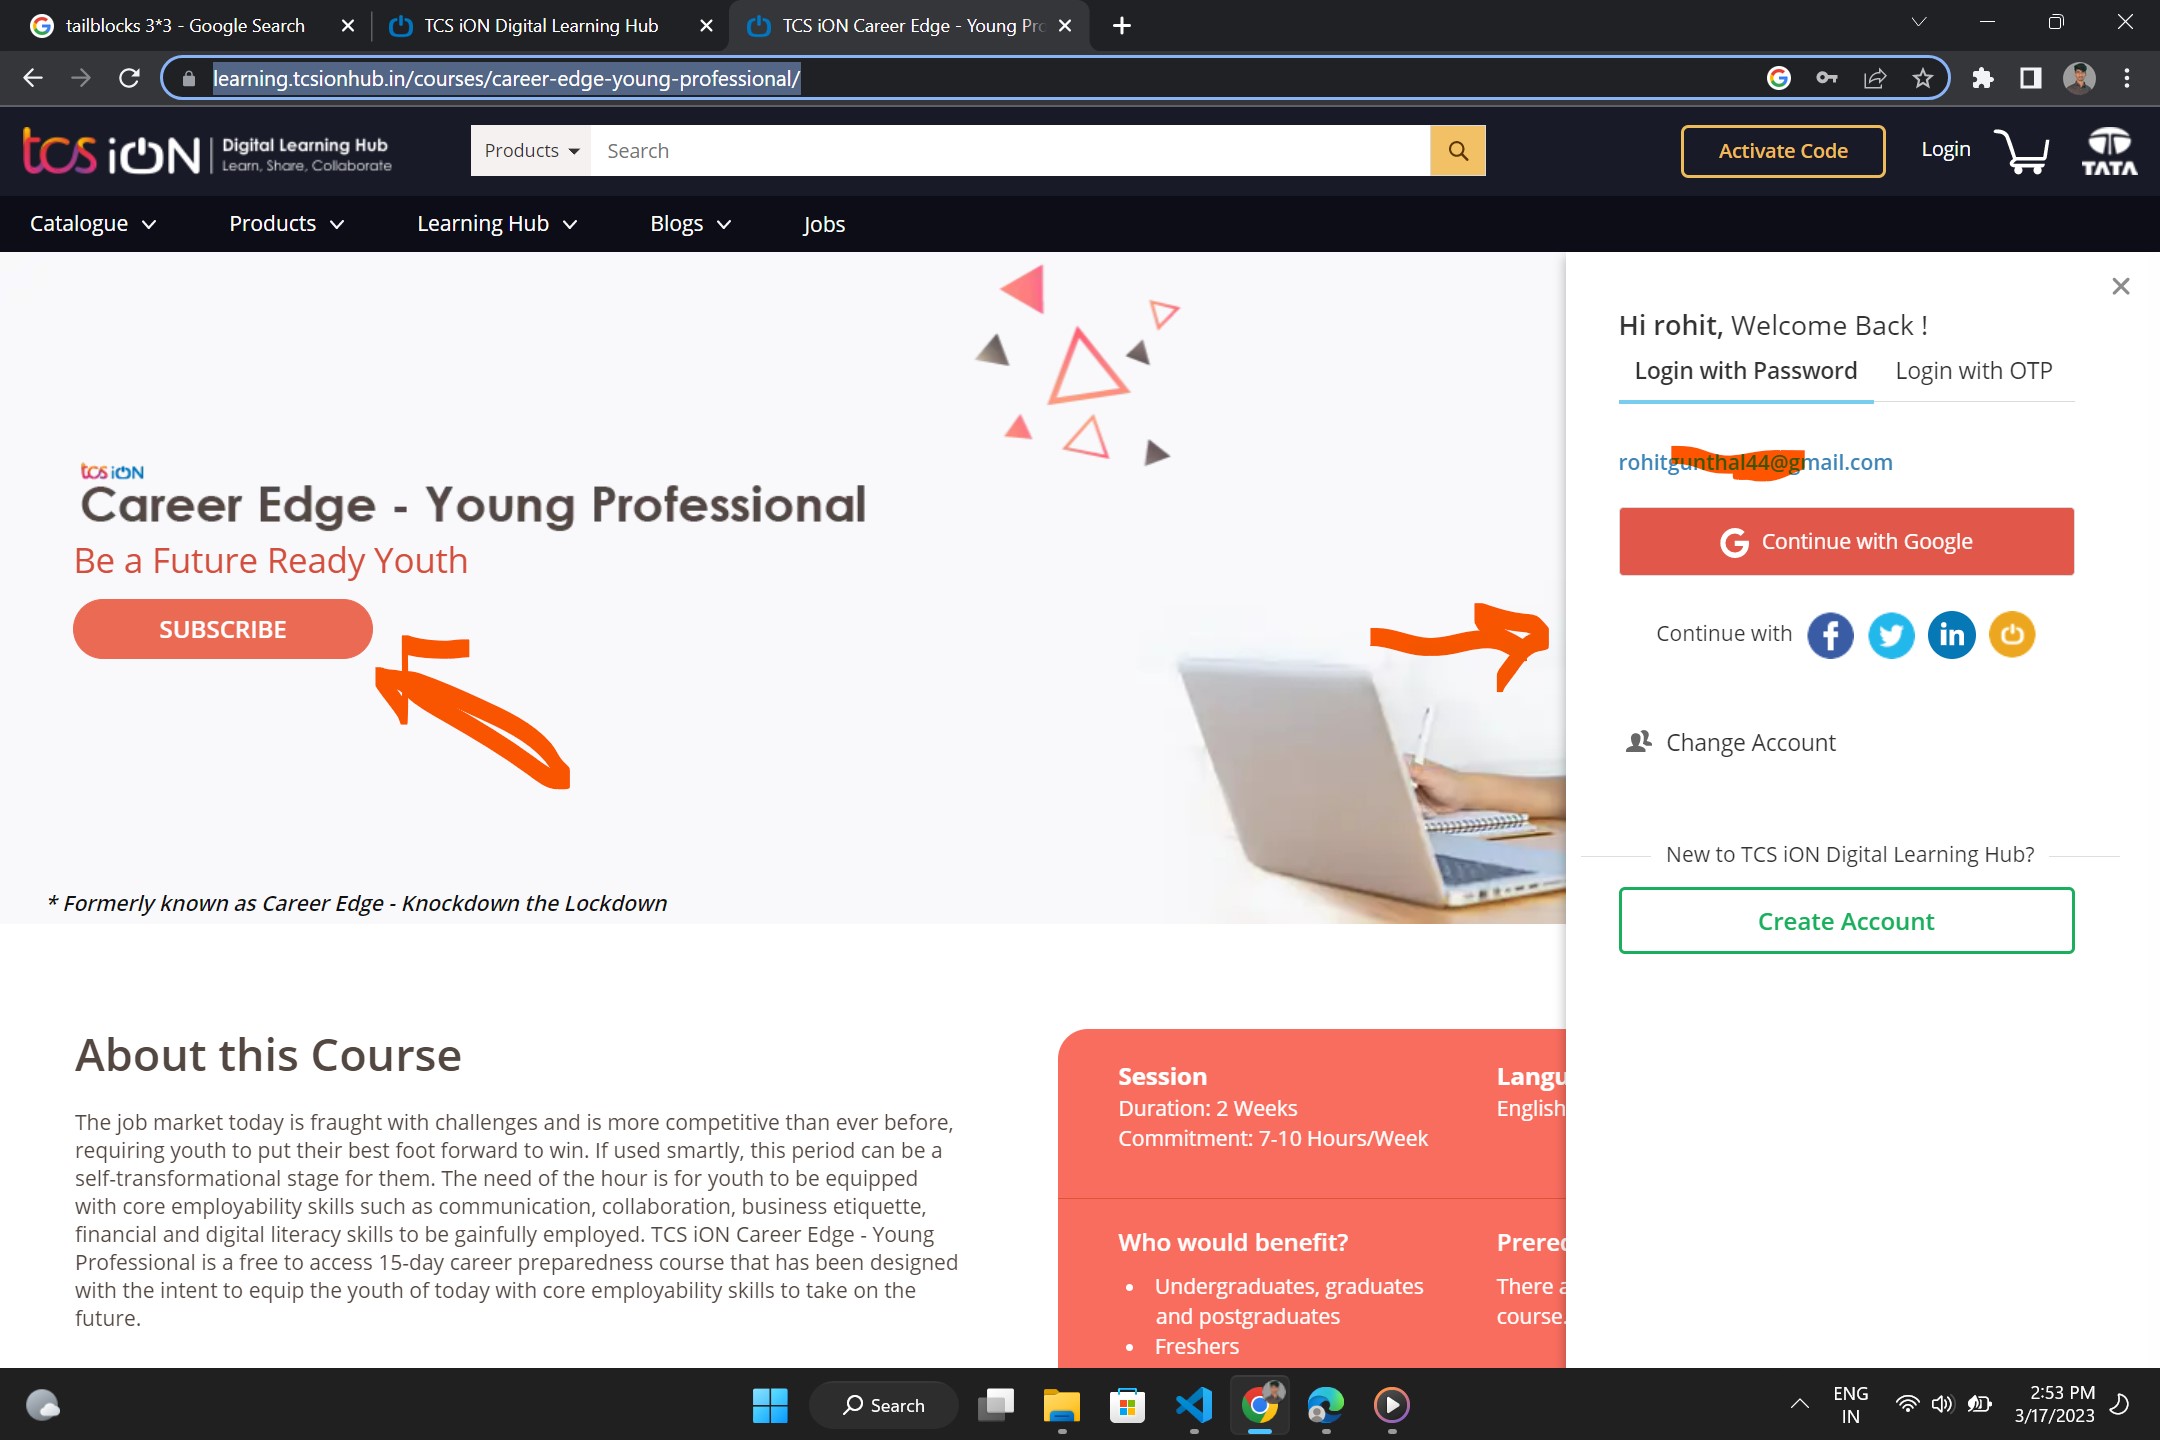 tailblocks 3*3 - Google Search
TCS iON Digital Learning Hub
TCS iON Career Edge - Young Pro
learning.tcsionhub.in/courses/career-edge-young-professional/
tcs iON
Digital Learning Hub
Learn, Share, Collaborate
Products
Search
Activate Code
Login
TATA
Catalogue
Products
Learning Hub
Blogs
Jobs
tcs iON
Career Edge - Young Professional
Be a Future Ready Youth
SUBSCRIBE
* Formerly known as Career Edge - Knockdown the Lockdown
Hi rohit, Welcome Back !
Login with Password
Login with OTP
rohitgunthal44@gmail.com
Continue with Google
Continue with
Change Account
New to TCS iON Digital Learning Hub?
Create Account
About this Course
The job market today is fraught with challenges and is more competitive than ever before,
requiring youth to put their best foot forward to win. If used smartly, this period can be a
self-transformational stage for them. The need of the hour is for youth to be equipped
with core employability skills such as communication, collaboration, business etiquette,
financial and digital literacy skills to be gainfully employed. TCS iON Career Edge - Young
Professional is a free to access 15-day career preparedness course that has been designed
with the intent to equip the youth of today with core employability skills to take on the
future.
Session
Duration: 2 Weeks
Commitment: 7-10 Hours/Week
Langu
English
Who would benefit?
Undergraduates, graduates
and postgraduates
Freshers
Prere
There a
course.
Search
ENG
IN
2:53 PM
3/17/2023